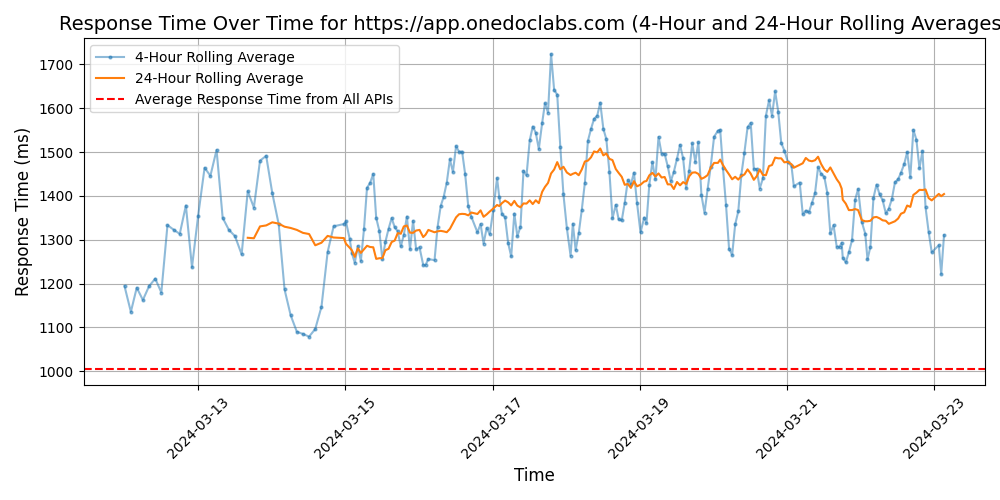 Response Time Over Time for https://app.onedoclabs.com (4-Hour and 24-Hour Rolling Averages
4-Hour Rolling Average
24-Hour Rolling Average
Average Response Time from All APIs
Response Time (ms)
1700
1600
1500
1400
1300
1200
1100
1000
2024-03-13
2024-03-15
2024-03-17
2024-03-19
2024-03-21
2024-03-23
Time